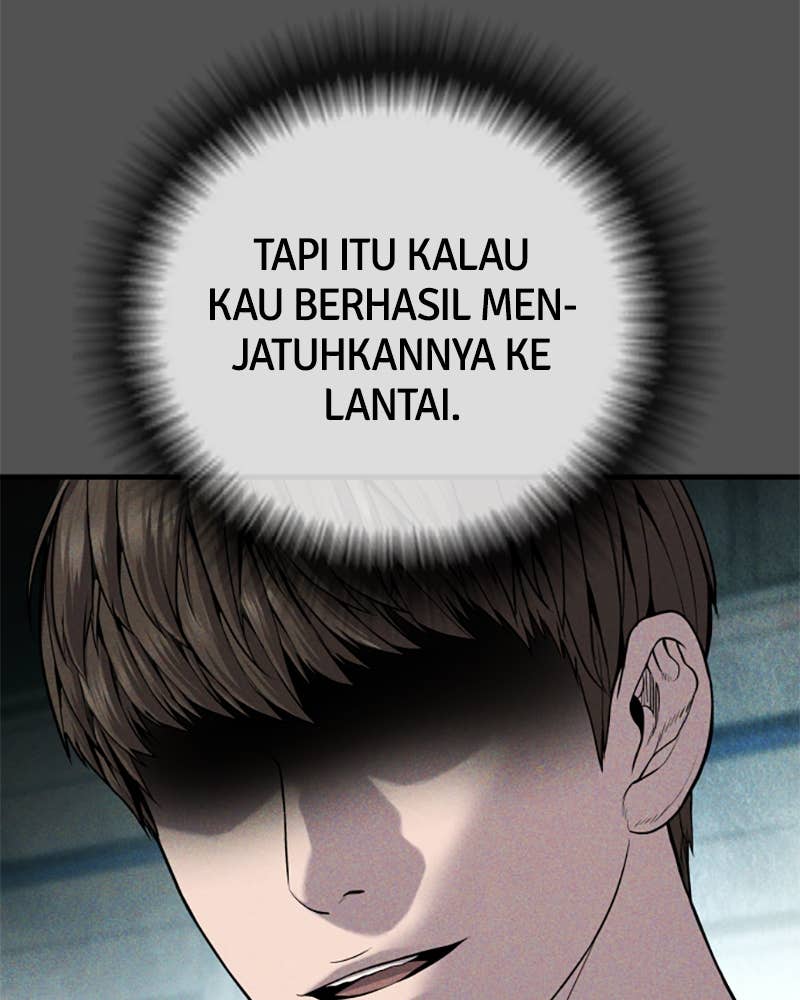 TAPI ITU KALAU
KAU BERHASIL MEN-
JATUHKANNYA KE
LANTAI.